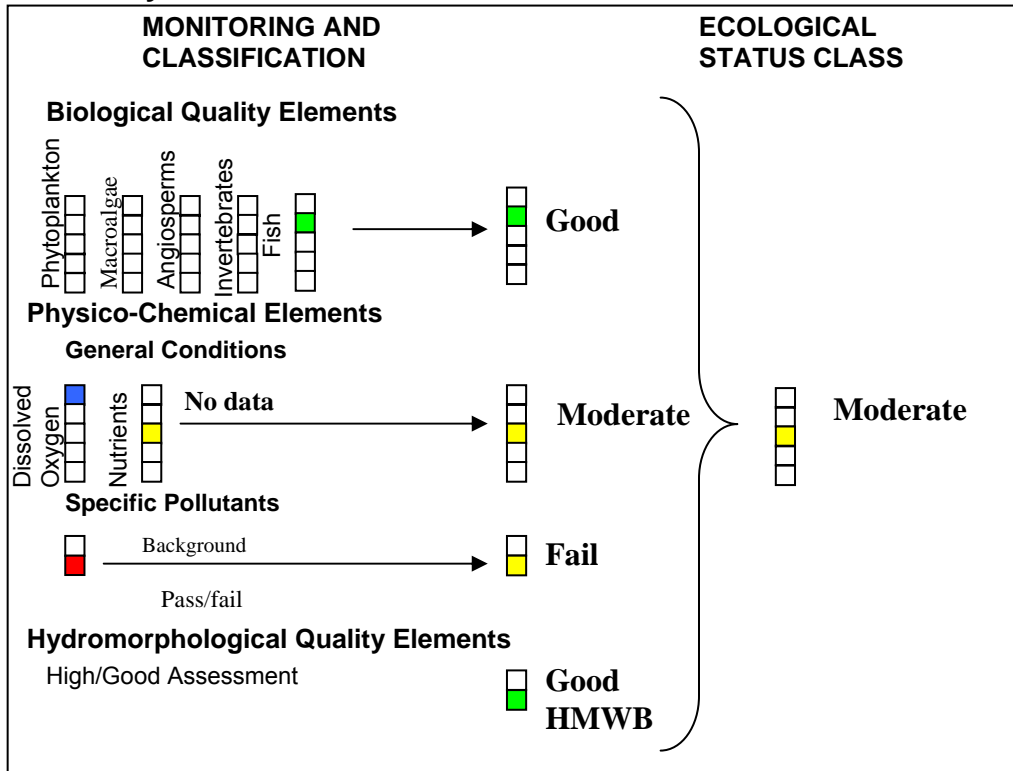 MONITORING AND
CLASSIFICATION
ECOLOGICAL
STATUS CLASS
Biological Quality Elements
Phytoplankton
Macroalgae
Angiosperms
Invertebrates
Fish
Good
Physico-Chemical Elements
General Conditions
Dissolved
Oxygen
Nutrients
No data
Moderate
Moderate
Specific Pollutants
Background
Pass/fail
Fail
Hydromorphological Quality Elements
High/Good Assessment
Good
HMWB